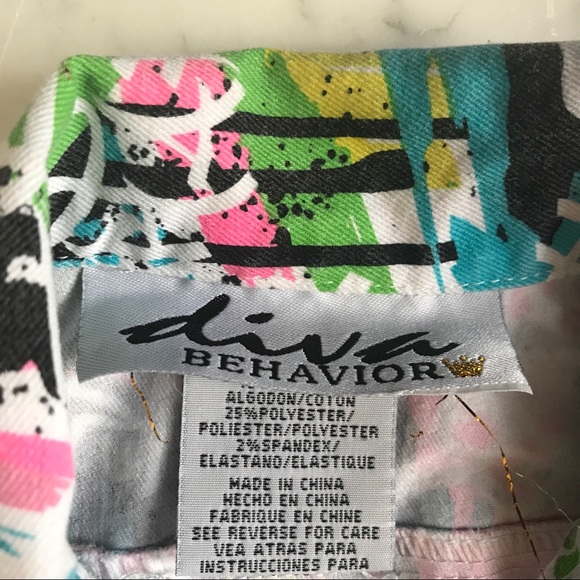 diva
BEHAVIOR
ALGODON/COTON
25%POLYESTER/
POLIESTER/POLYESTER
2%SPANDEX/
ELASTANO/ELASTIQUE
MADE IN CHINA
HECHO EN CHINA
FABRIQUE EN CHINE
SEE REVERSE FOR CARE
VEA ATRAS PARA
INSTRUCCIONES PARA